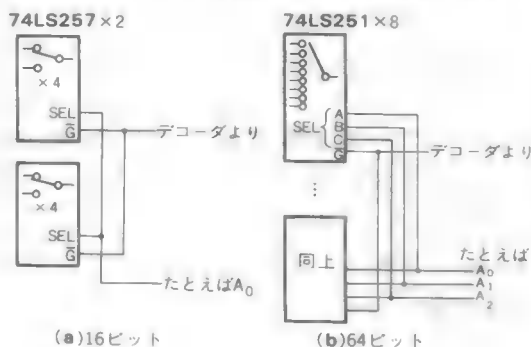 74LS257×2
×4
SEL
G̅
デコーダより
×4
SEL
G̅
たとえばA₀
(a)16ビット
74LS251×8
SEL
A
B
C
G̅
デコーダより
⋮
同上
たとえば
A₀
A₁
A₂
(b)64ビット